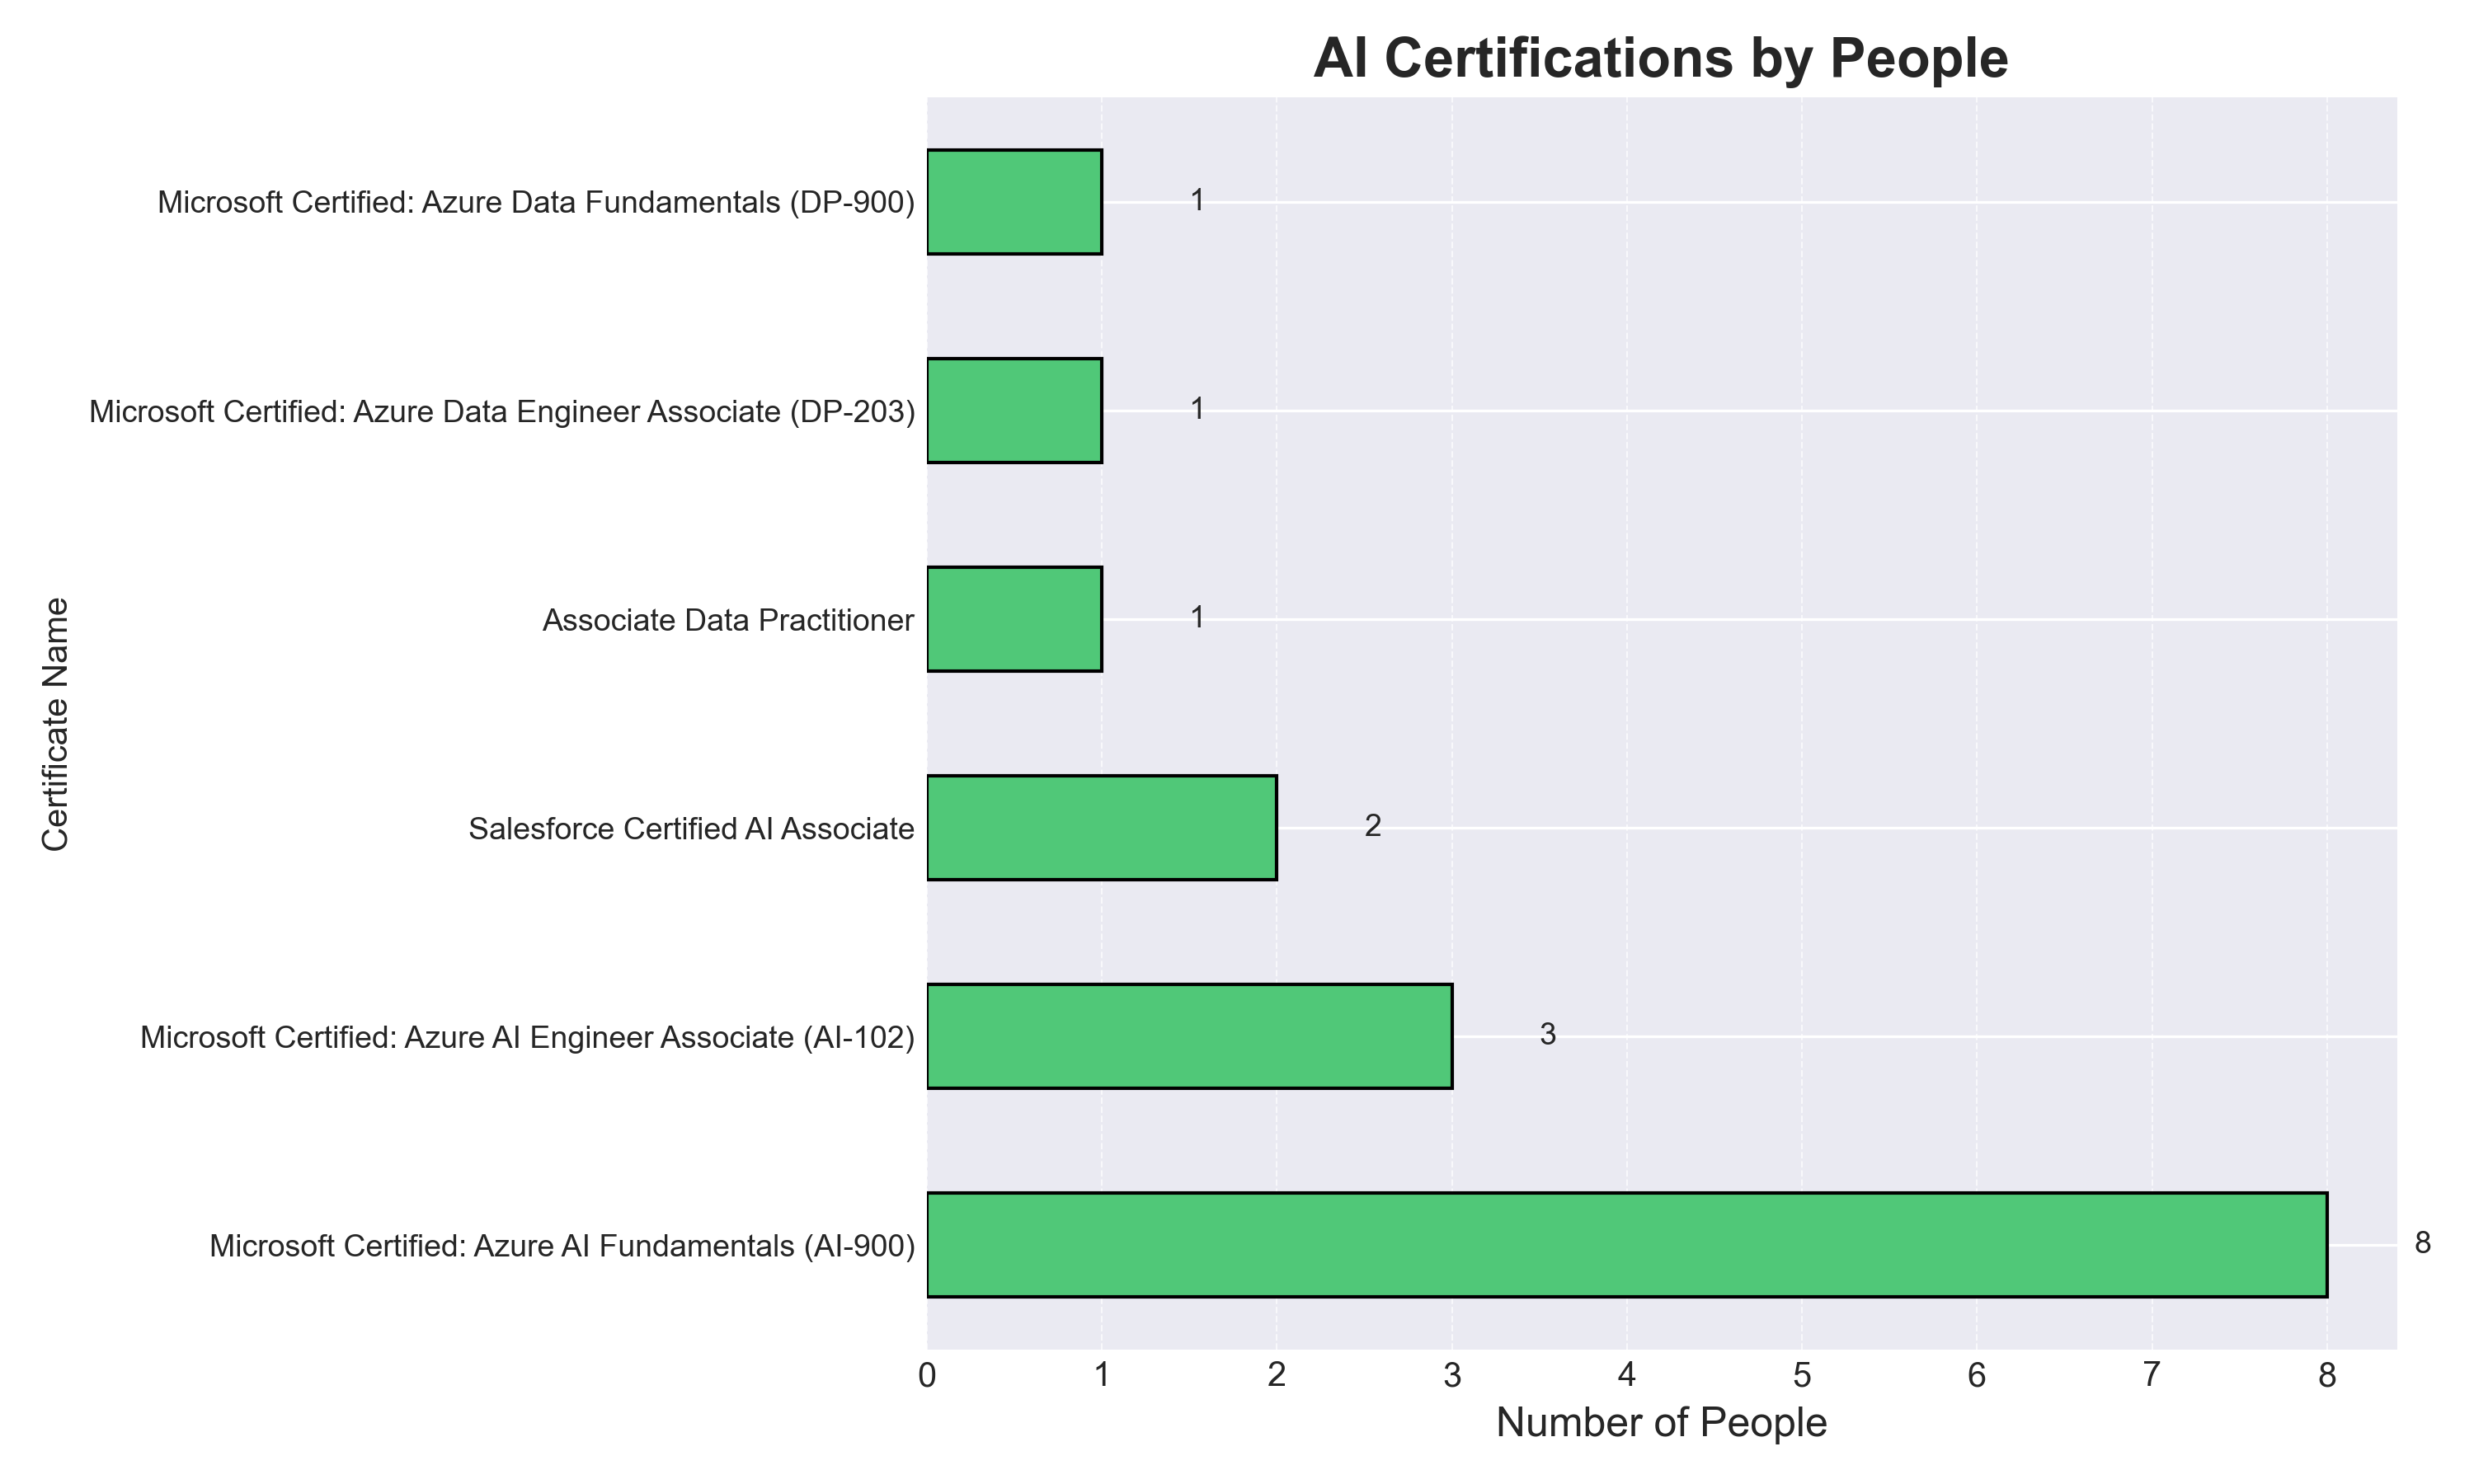 AI Certifications by People
Microsoft Certified: Azure Data Fundamentals (DP-900)
1
Microsoft Certified: Azure Data Engineer Associate (DP-203)
1
Associate Data Practitioner
1
Salesforce Certified AI Associate
2
Microsoft Certified: Azure AI Engineer Associate (AI-102)
3
Microsoft Certified: Azure AI Fundamentals (AI-900)
8
Certificate Name
0 1 2 3 4 5 6 7 8
Number of People